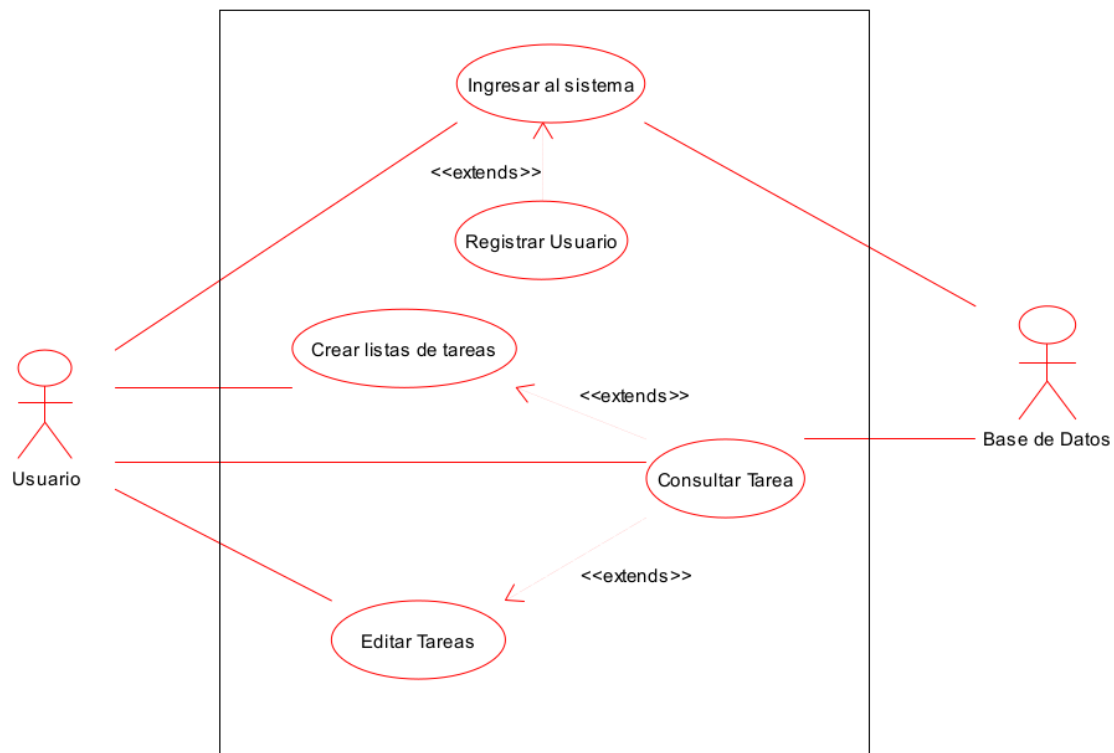 Ingresar al sistema
<<extends>>
Registrar Usuario
Crear listas de tareas
<<extends>>
Base de Datos
Usuario
Consultar Tarea
<<extends>>
Editar Tareas